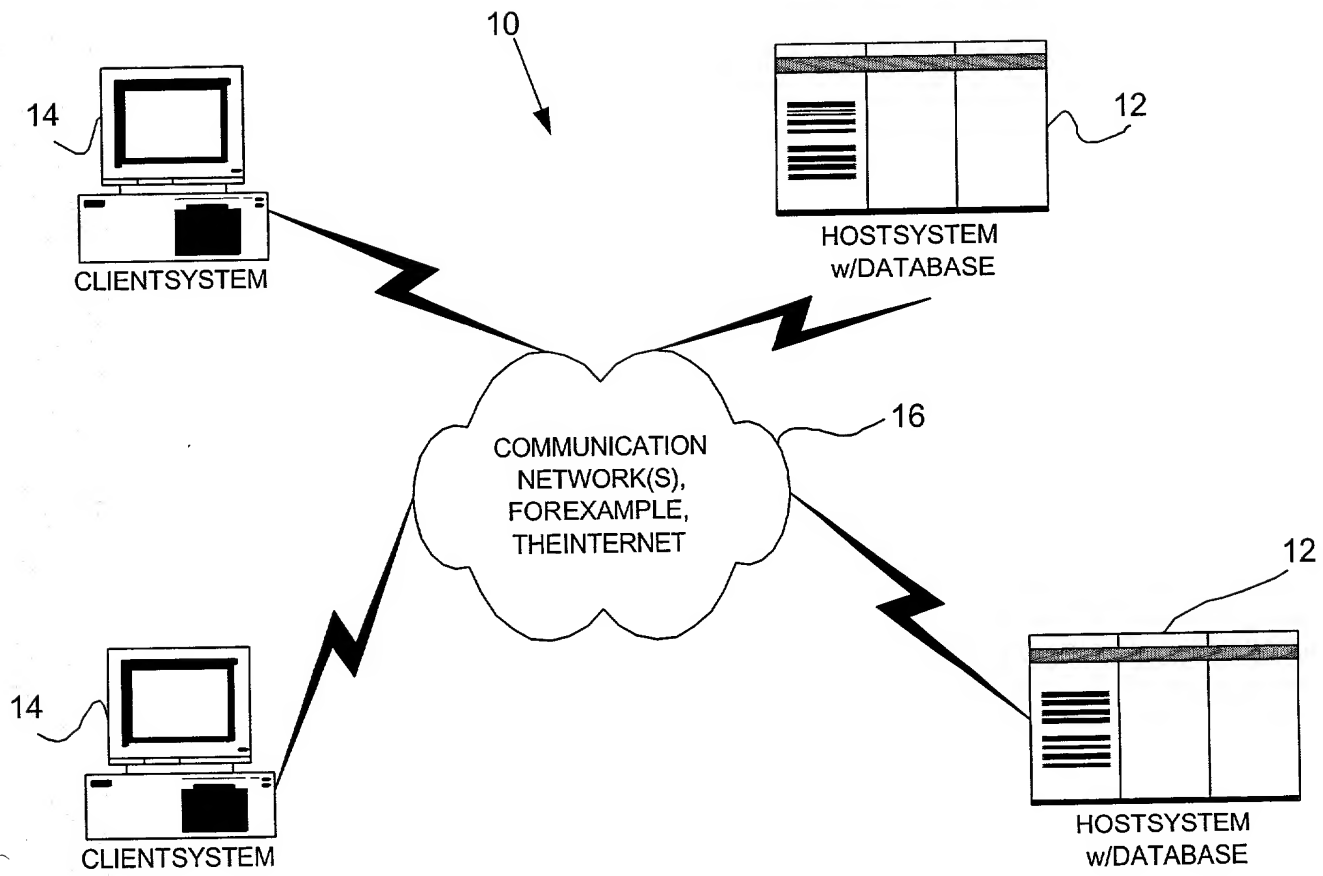 10
14
12
CLIENTSYSTEM
HOSTSYSTEM
w/DATABASE
16
COMMUNICATION
NETWORK(S),
FOREXAMPLE,
THEINTERNET
12
14
CLIENTSYSTEM
HOSTSYSTEM
w/DATABASE